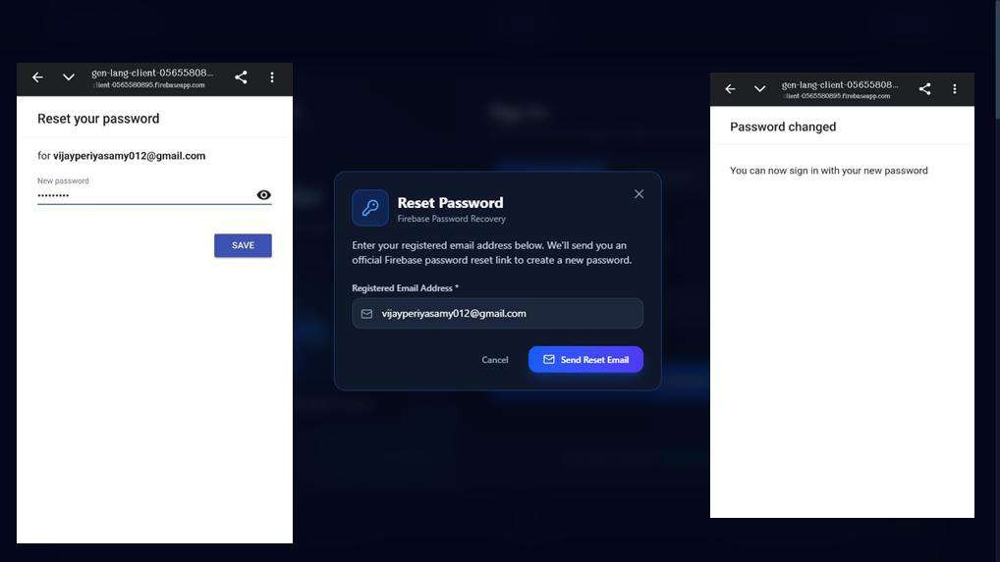 gen-lang-client-05655808...
client-0565580895.firebaseapp.com
Reset your password
for vijayperiyasamy012@gmail.com
New password
•••••••••
SAVE
Reset Password
Firebase Password Recovery
Enter your registered email address below. We'll send you an
official Firebase password reset link to create a new password.
Registered Email Address *
vijayperiyasamy012@gmail.com
Cancel
Send Reset Email
gen-lang-client-05655808...
client-0565580895.firebaseapp.com
Password changed
You can now sign in with your new password